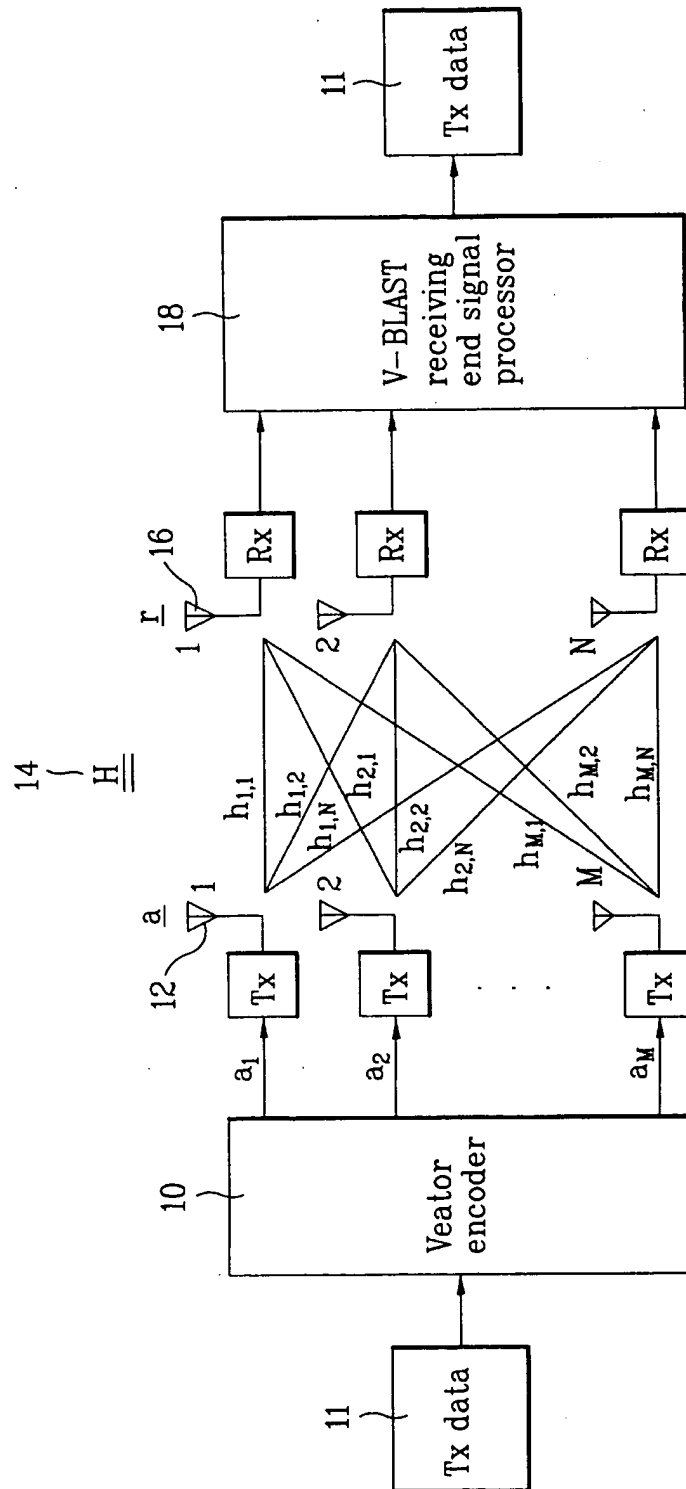 14
H
11
Tx data
10
Veator
encoder
a1
a2
aM
12
a
Tx
1
Tx
2
. . .
Tx
M
h1,1
h1,2
h1,N
h2,1
h2,2
h2,N
hM,1
hM,2
hM,N
r
16
1
Rx
2
Rx
N
Rx
18
V-BLAST
receiving
end signal
processor
11
Tx data